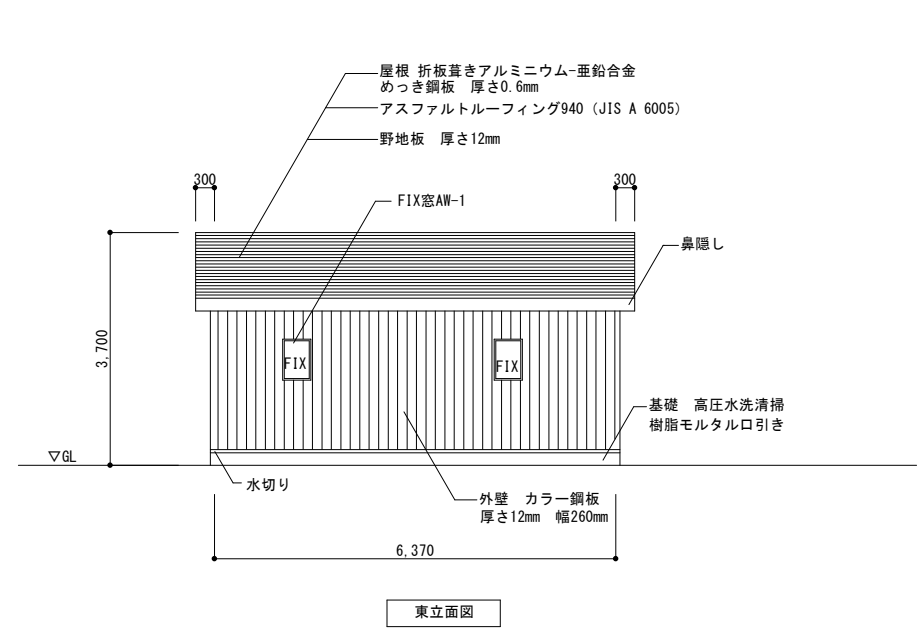 屋根 折板葺きアルミニウム-亜鉛合金
めっき鋼板 厚さ0.6mm
アスファルトルーフィング940 (JIS A 6005)
野地板 厚さ12mm
300
300
FIX窓AW-1
鼻隠し
3,700
FIX
FIX
基礎 高圧水洗清掃
樹脂モルタル口引き
▽GL
水切り
外壁 カラー鋼板
厚さ12mm 幅260mm
6,370
東立面図